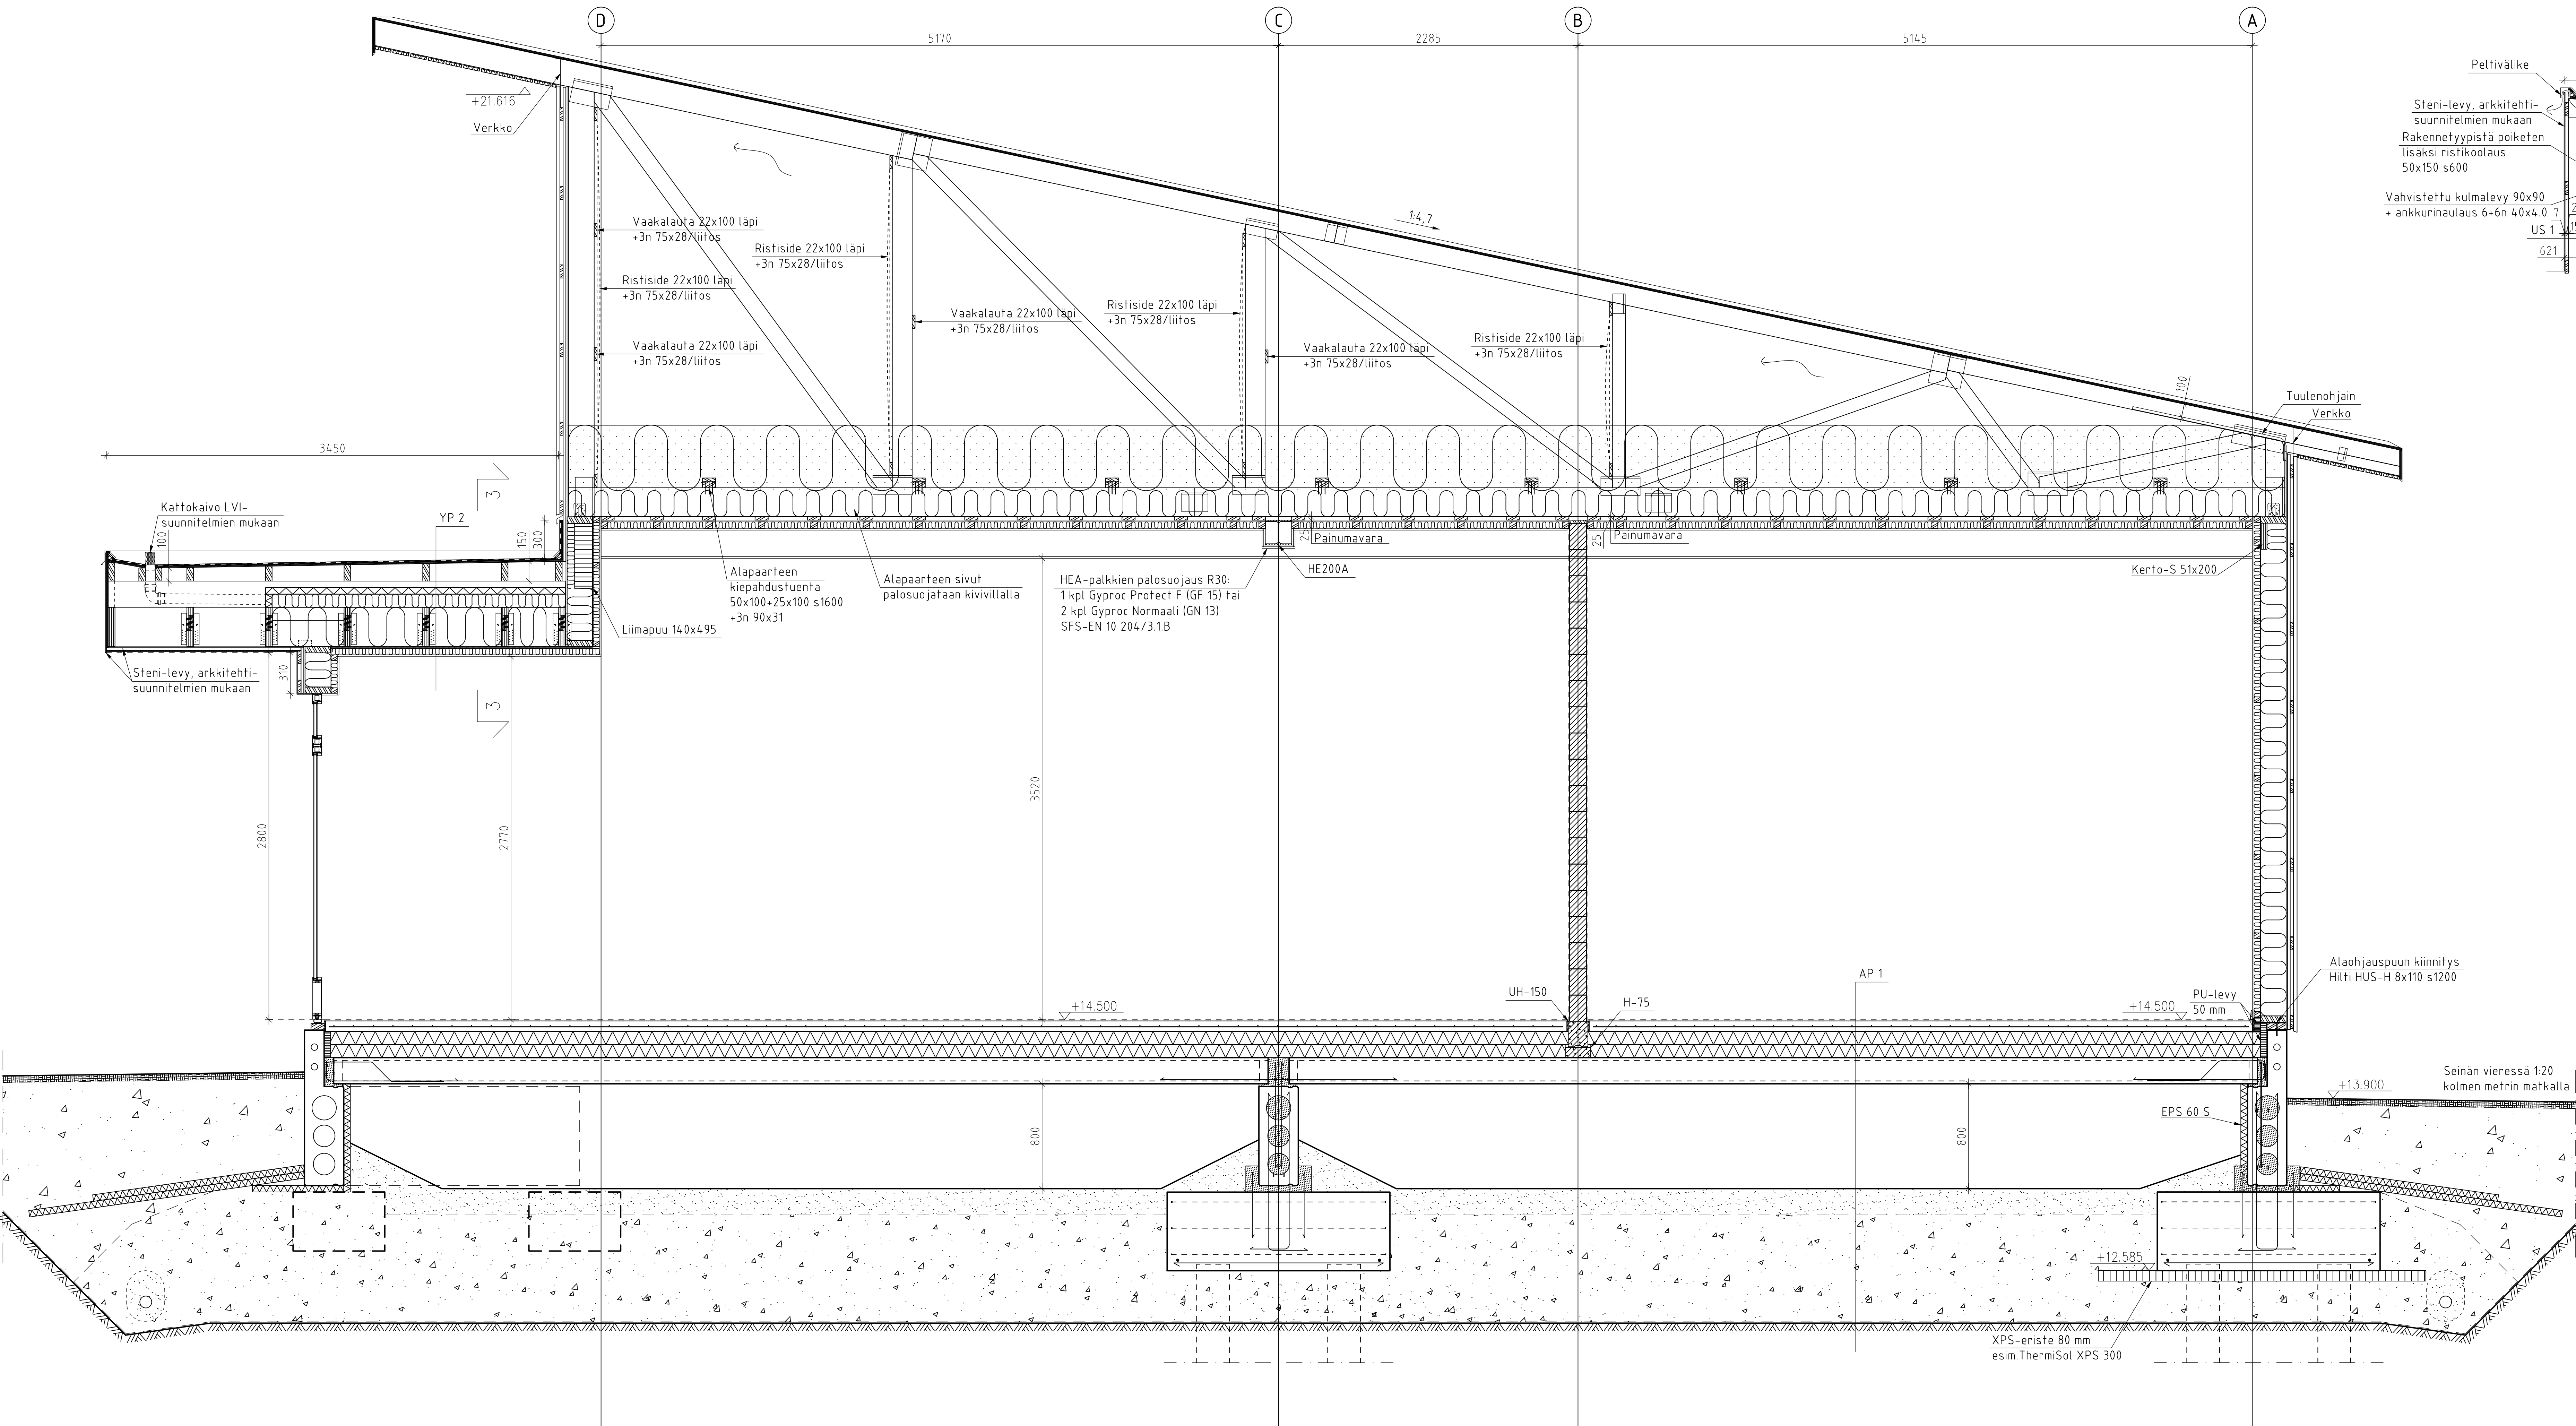 D
C
B
A
5170
2285
5145
Peltivälike
+21.616
Verkko
Steni-levy, arkkitehti-
suunnitelmien mukaan
Rakennetyypistä poiketen
lisäksi ristikoolaus
50x150 s600
Vahvistettu kulmalevy 90x90
+ ankkurinaulaus 6+6n 40x4.0
7
US 1
621
Vaakalauta 22x100 läpi
+3n 75x28/liitos
Ristiside 22x100 läpi
+3n 75x28/liitos
1:4,7
Ristiside 22x100 läpi
+3n 75x28/liitos
Vaakalauta 22x100 läpi
+3n 75x28/liitos
Ristiside 22x100 läpi
+3n 75x28/liitos
Vaakalauta 22x100 läpi
+3n 75x28/liitos
Vaakalauta 22x100 läpi
+3n 75x28/liitos
Ristiside 22x100 läpi
+3n 75x28/liitos
100
Tuulenohjain
Verkko
3450
3
Kattokaivo LVI-
suunnitelmien mukaan
YP 2
100
150
300
25
Painumavara
25
Painumavara
Alapaarteen
kiepahdustuenta
50x100+25x100 s1600
+3n 90x31
Alapaarteen sivut
palosuojataan kivivillalla
HEA-palkkien palosuojaus R30:
1 kpl Gyproc Protect F (GF 15) tai
2 kpl Gyproc Normaali (GN 13)
SFS-EN 10 204/3.1.B
HE200A
Kerto-S 51x200
Liimapuu 140x495
Steni-levy, arkkitehti-
suunnitelmien mukaan
310
3
2800
2770
3520
+14.500
UH-150
H-75
AP 1
+14.500
PU-levy
50 mm
Alaohjauspuun kiinnitys
Hilti HUS-H 8x110 s1200
Seinän vieressä 1:20
kolmen metrin matkalla
+13.900
EPS 60 S
800
800
+12.585
XPS-eriste 80 mm
esim.ThermiSol XPS 300